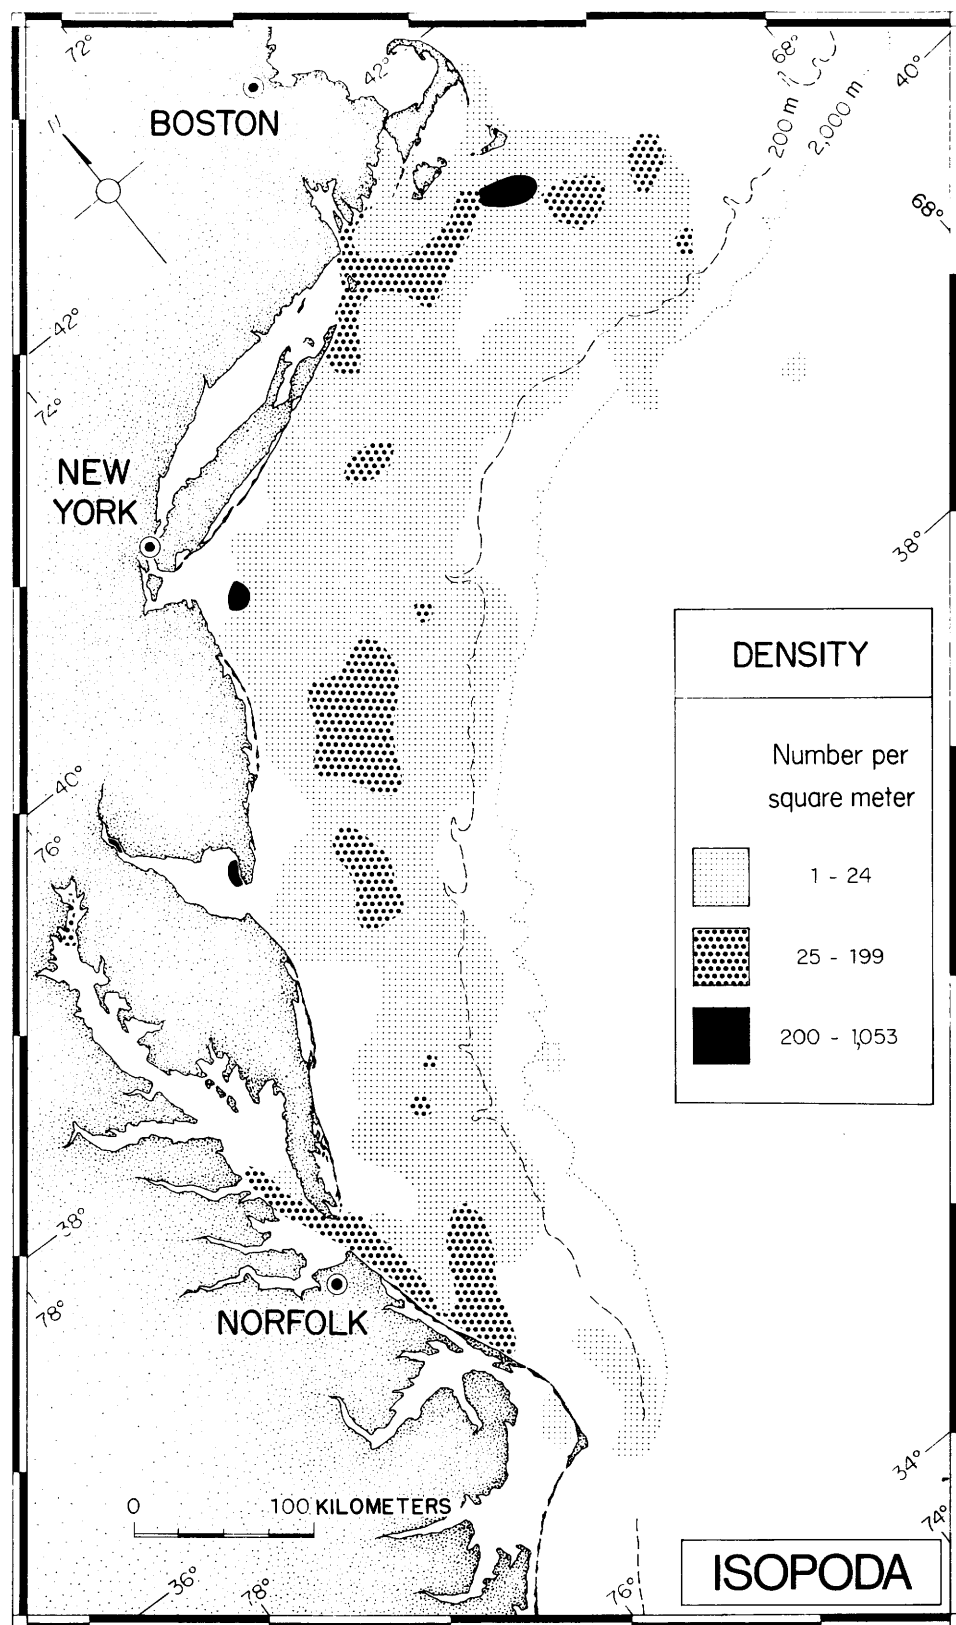 72°
42°
68°
40°
BOSTON
N
200 m
2,000 m
68°
42°
74°
NEW
YORK
38°
DENSITY
Number per
square meter
1 - 24
25 - 199
200 - 1,053
40°
76°
38°
78°
NORFOLK
34°
74°
0 100 KILOMETERS
36°
78°
76°
ISOPODA